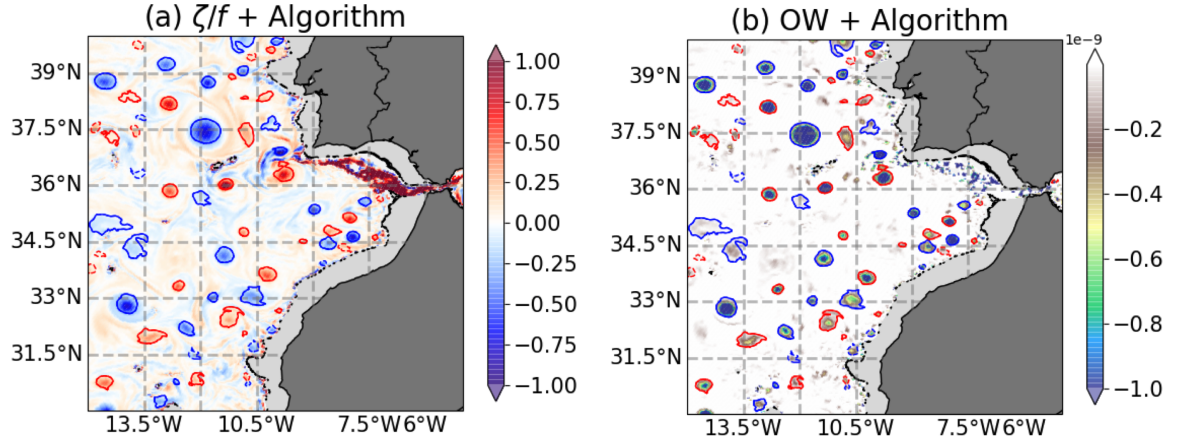 (a) ζ/f + Algorithm
39°N
37.5°N
36°N
34.5°N
33°N
31.5°N
13.5°W 10.5°W 7.5°W6°W
1.00
0.75
0.50
0.25
0.00
−0.25
−0.50
−0.75
−1.00
(b) OW + Algorithm
1e−9
39°N
37.5°N
36°N
34.5°N
33°N
31.5°N
13.5°W 10.5°W 7.5°W6°W
−0.2
−0.4
−0.6
−0.8
−1.0